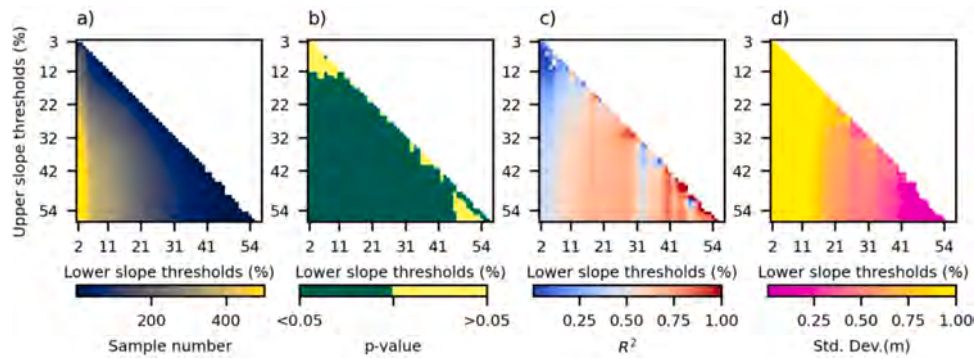 a) b) c) d)
3 3 3 3
12 12 12 12
22 22 22 22
32 32 32 32
42 42 42 42
54 54 54 54
Upper slope thresholds (%)
2 11 21 31 41 54 2 11 21 31 41 54 2 11 21 31 41 54 2 11 21 31 41 54
Lower slope thresholds (%) Lower slope thresholds (%) Lower slope thresholds (%) Lower slope thresholds (%)
200 400 <0.05 >0.05 0.25 0.50 0.75 1.00 0.25 0.50 0.75 1.00
Sample number p-value R² Std. Dev.(m)